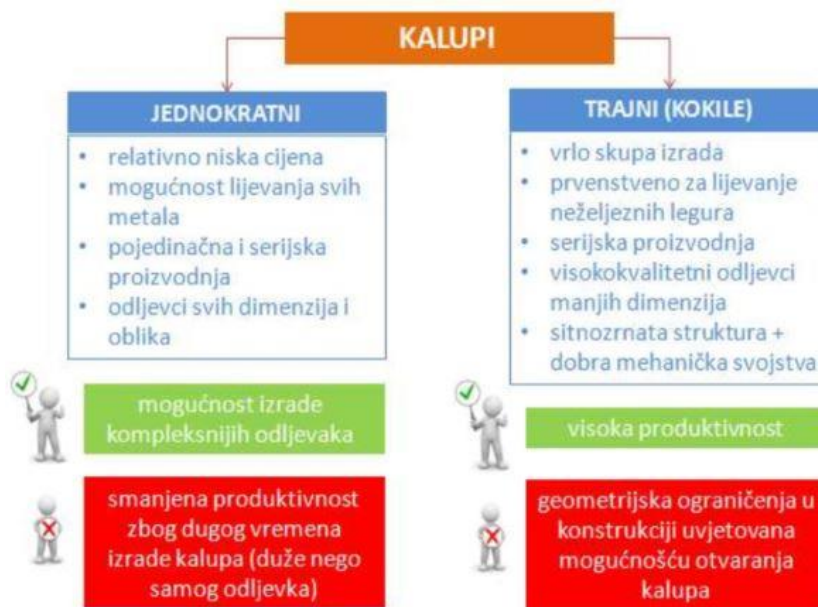 KALUPI
JEDNOKRATNI
• relativno niska cijena
• mogućnost lijevanja svih
metala
• pojedinačna i serijska
proizvodnja
• odljevci svih dimenzija i
oblika
mogućnost izrade
kompleksnijih odljevaka
smanjena produktivnost
zbog dugog vremena
izrade kalupa (duže nego
samog odljevka)
TRAJNI (KOKILE)
• vrlo skupa izrada
• prvenstveno za lijevanje
neželjeznih legura
• serijska proizvodnja
• visokokvalitetni odljevci
manjih dimenzija
• sitnozrnata struktura +
dobra mehanička svojstva
visoka produktivnost
geometrijska ograničenja u
konstrukciji uvjetovana
mogućnošću otvaranja
kalupa